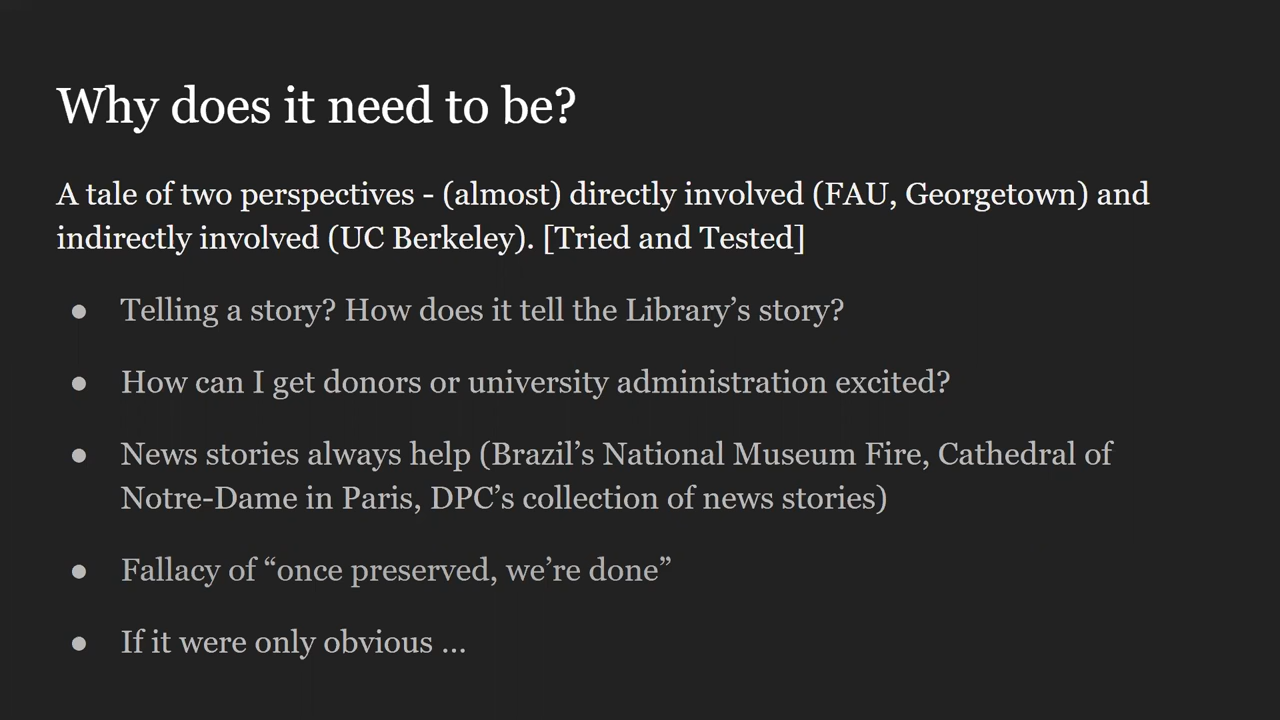 Why does it need to be?
A tale of two perspectives - (almost) directly involved (FAU, Georgetown) and
indirectly involved (UC Berkeley). [Tried and Tested]
● Telling a story? How does it tell the Library’s story?
● How can I get donors or university administration excited?
● News stories always help (Brazil’s National Museum Fire, Cathedral of
Notre-Dame in Paris, DPC’s collection of news stories)
● Fallacy of “once preserved, we’re done”
● If it were only obvious ...